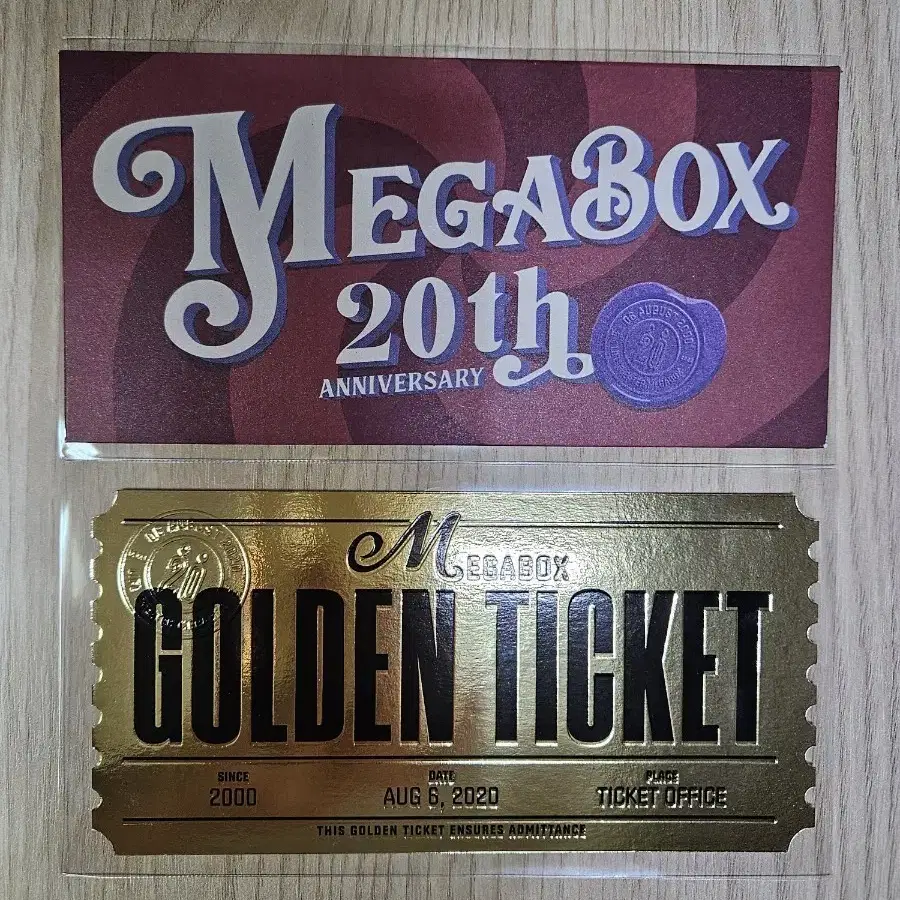 MEGABOX
20th
ANNIVERSARY
MEGABOX
GOLDEN TICKET
SINCE
2000
DATE
AUG 6, 2020
PLACE
TICKET OFFICE
THIS GOLDEN TICKET ENSURES ADMITTANCE